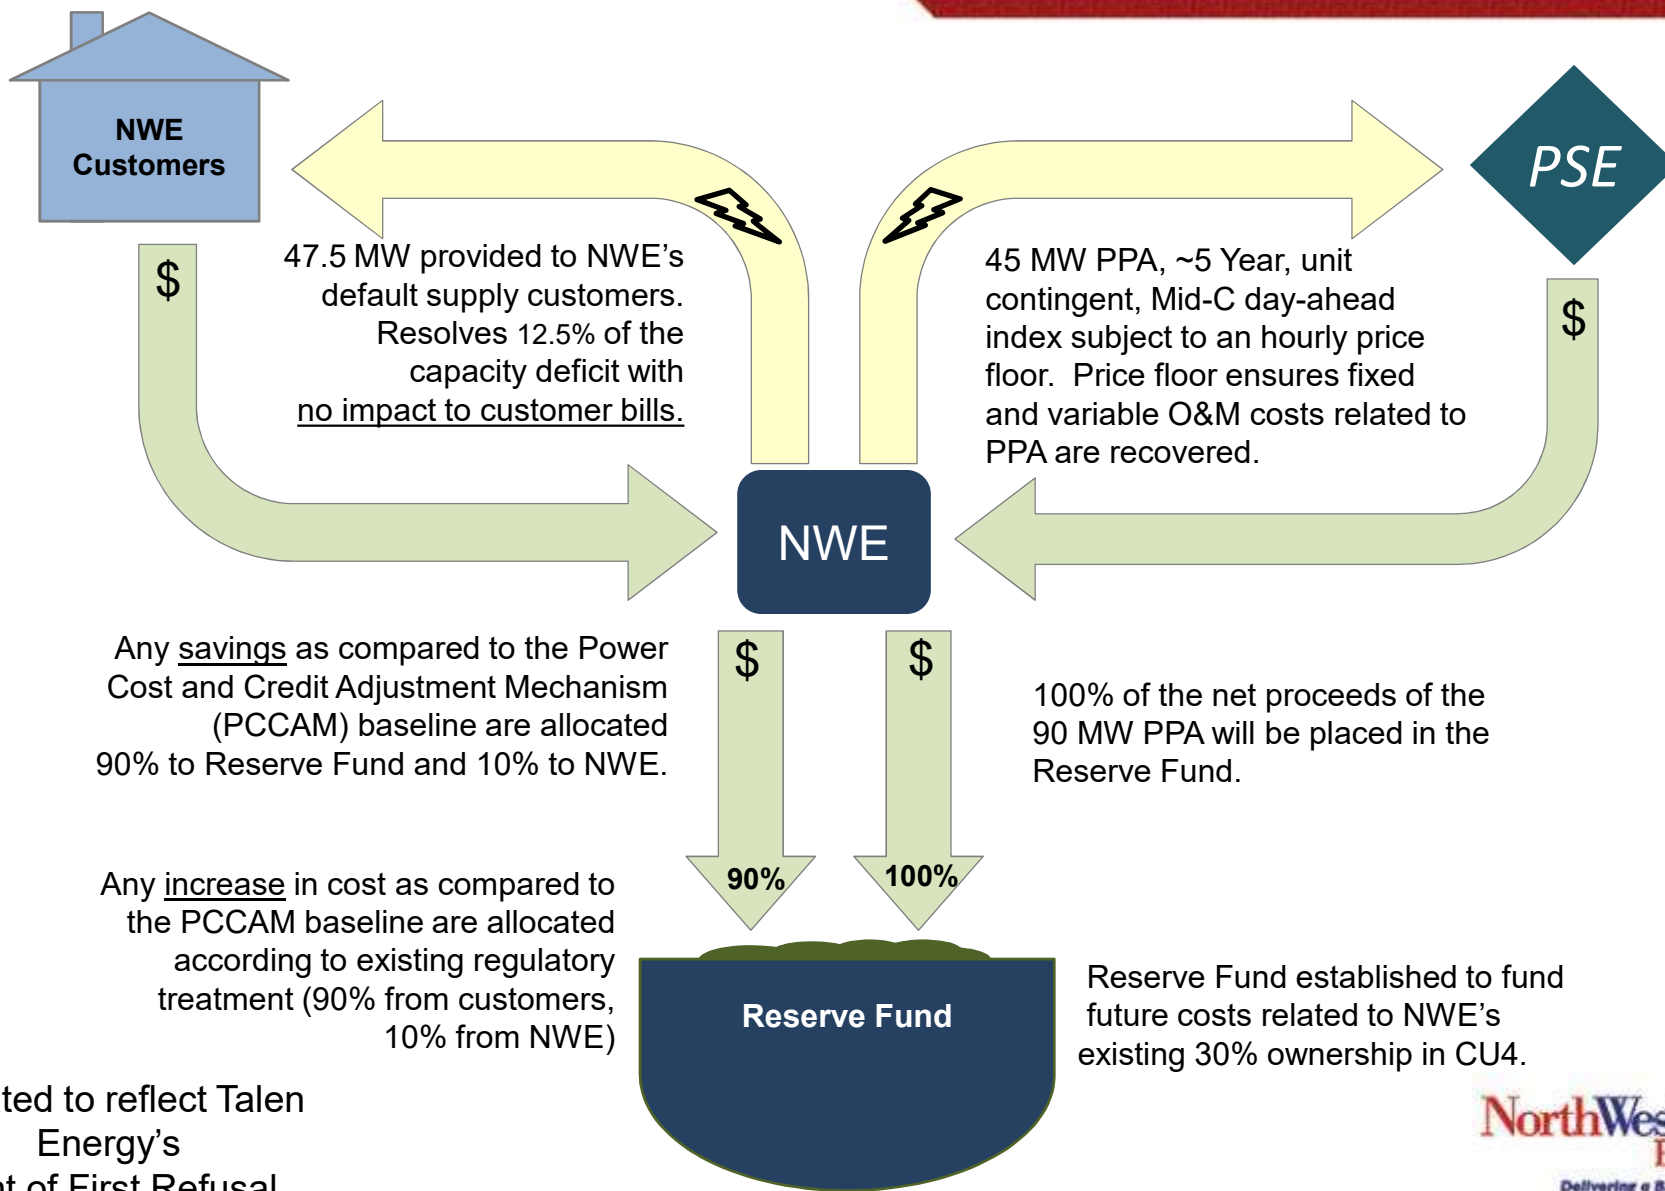 NWE
Customers
PSE
$
47.5 MW provided to NWE's
default supply customers.
Resolves 12.5% of the
capacity deficit with
no impact to customer bills.
45 MW PPA, ~5 Year, unit
contingent, Mid-C day-ahead
index subject to an hourly price
floor.  Price floor ensures fixed
and variable O&M costs related to
PPA are recovered.
$
NWE
Any savings as compared to the Power
Cost and Credit Adjustment Mechanism
(PCCAM) baseline are allocated
90% to Reserve Fund and 10% to NWE.
$
$
100% of the net proceeds of the
90 MW PPA will be placed in the
Reserve Fund.
Any increase in cost as compared to
the PCCAM baseline are allocated
according to existing regulatory
treatment (90% from customers,
10% from NWE)
90%
100%
Reserve Fund
Reserve Fund established to fund
future costs related to NWE's
existing 30% ownership in CU4.
to reflect Talen
Energy's
of First Refusal
Delivering a